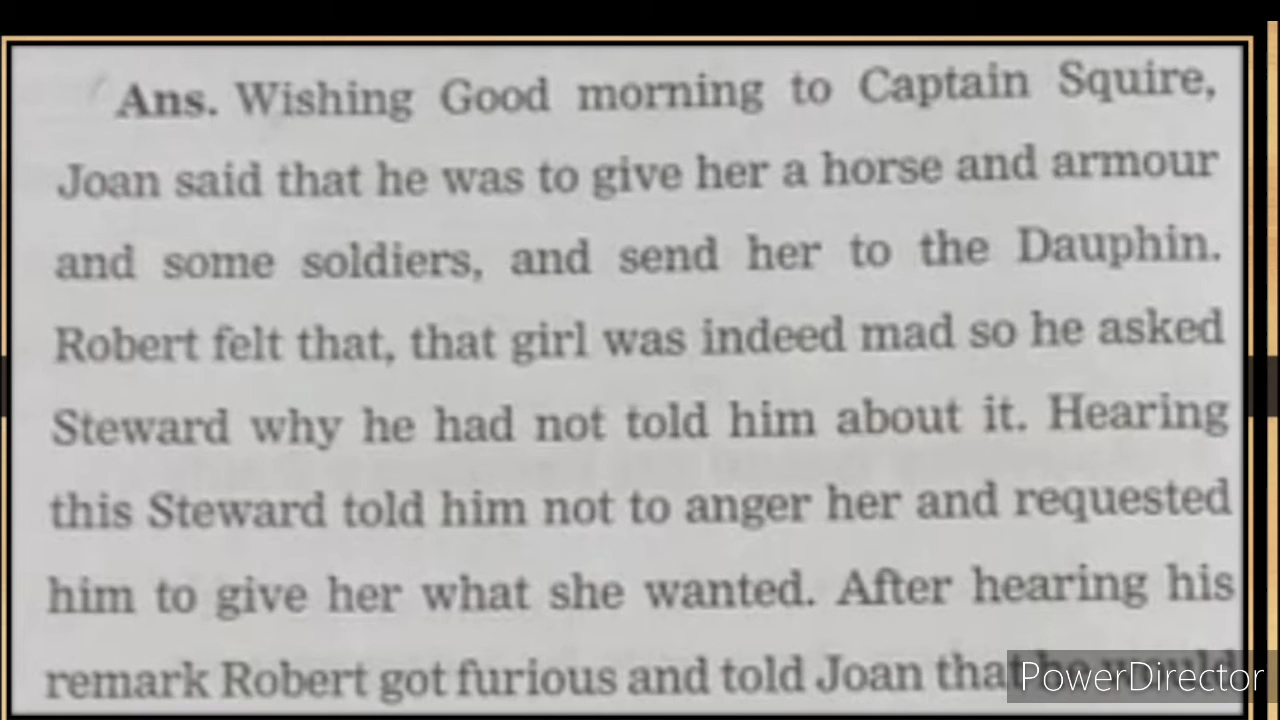 Ans. Wishing Good morning to Captain Squire,
Joan said that he was to give her a horse and armour
and some soldiers, and send her to the Dauphin.
Robert felt that, that girl was indeed mad so he asked
Steward why he had not told him about it. Hearing
this Steward told him not to anger her and requested
him to give her what she wanted. After hearing his
remark Robert got furious and told Joan that
PowerDirector